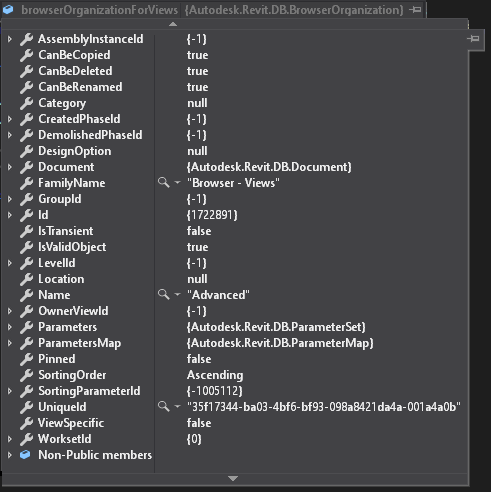 browserOrganizationForViews {Autodesk.Revit.DB.BrowserOrganization}
AssemblyInstanceId {-1}
CanBeCopied true
CanBeDeleted true
CanBeRenamed true
Category null
CreatedPhaseId {-1}
DemolishedPhaseId {-1}
DesignOption null
Document {Autodesk.Revit.DB.Document}
FamilyName "Browser - Views"
GroupId {-1}
Id {1722891}
IsTransient false
IsValidObject true
LevelId {-1}
Location null
Name "Advanced"
OwnerViewId {-1}
Parameters {Autodesk.Revit.DB.ParameterSet}
ParametersMap {Autodesk.Revit.DB.ParameterMap}
Pinned false
SortingOrder Ascending
SortingParameterId {-1005112}
UniqueId "35f17344-ba03-4bf6-bf93-098a8421da4a-001a4a0b"
ViewSpecific false
WorksetId {0}
Non-Public members